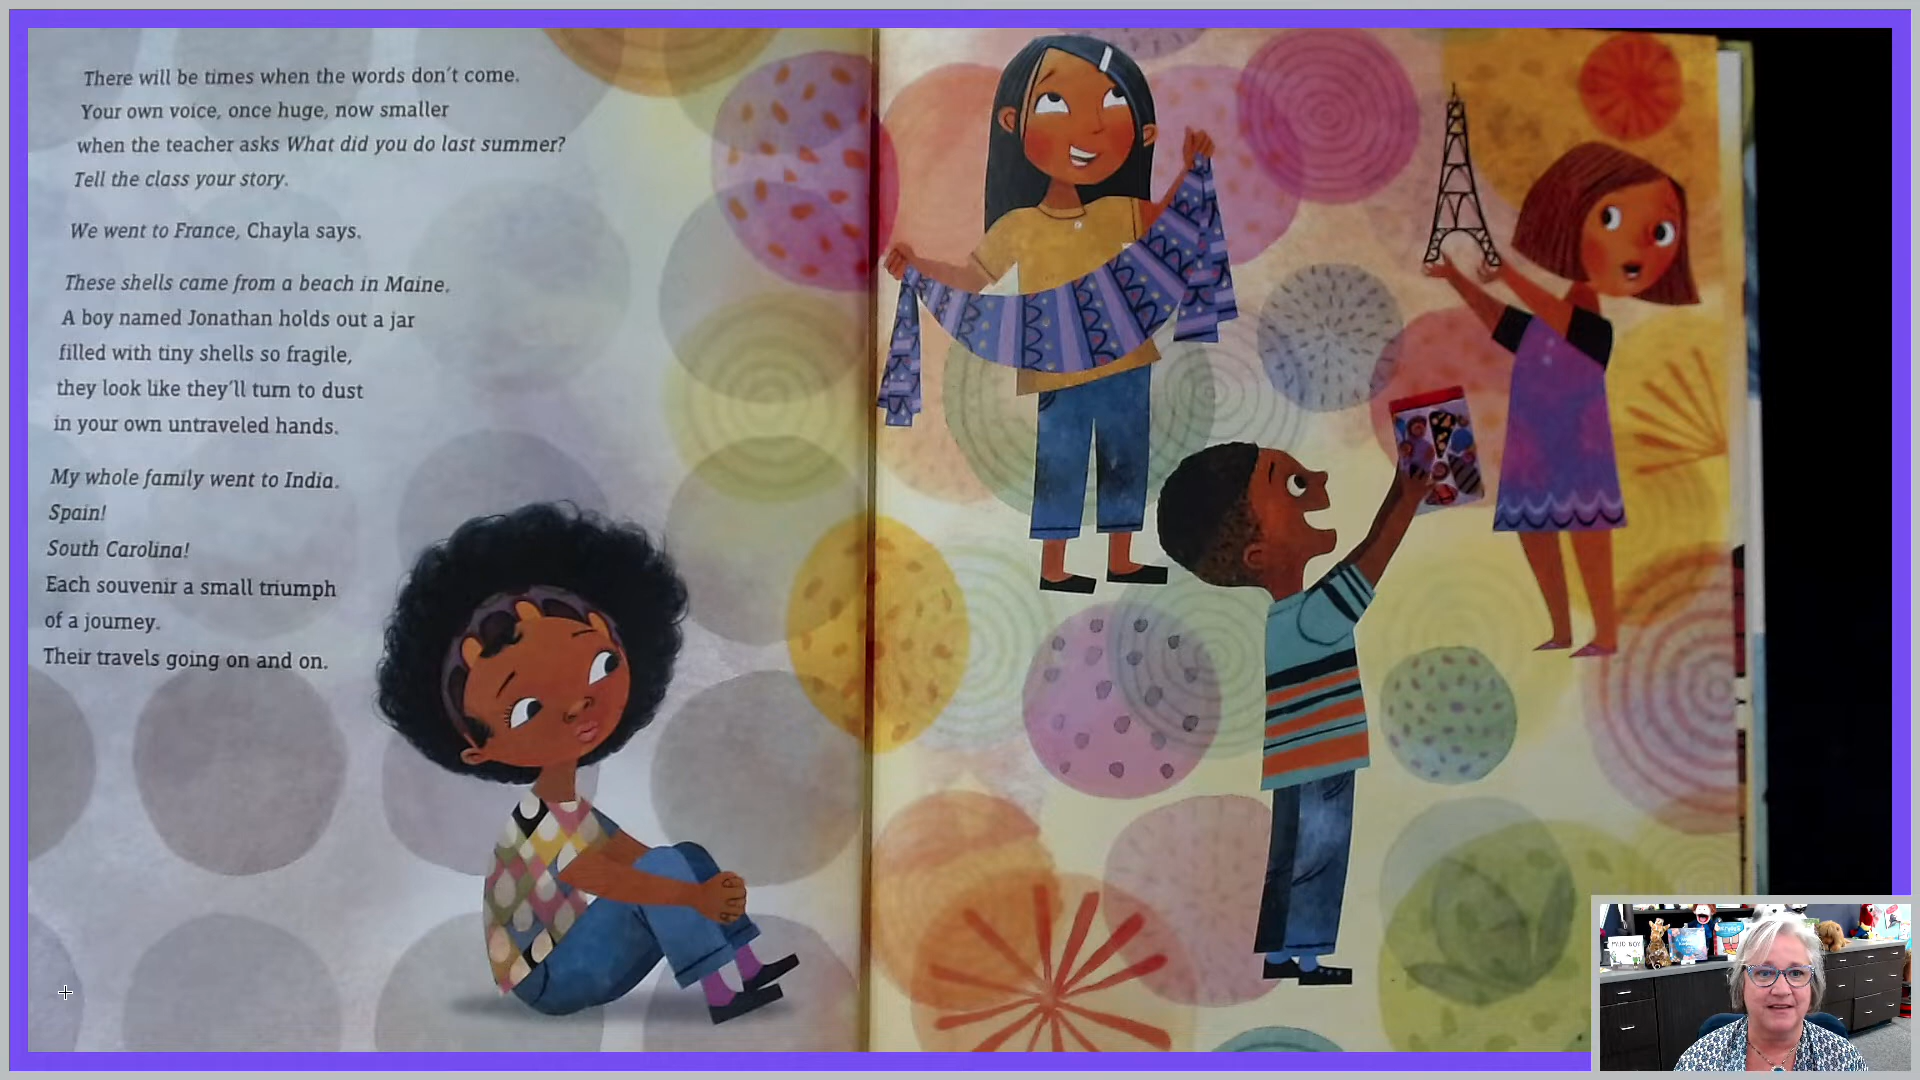 There will be times when the words don't come.
Your own voice, once huge, now smaller
when the teacher asks What did you do last summer?
Tell the class your story.
We went to France, Chayla says.
These shells came from a beach in Maine.
A boy named Jonathan holds out a jar
filled with tiny shells so fragile,
they look like they'll turn to dust
in your own untraveled hands.
My whole family went to India.
Spain!
South Carolina!
Each souvenir a small triumph
of a journey.
Their travels going on and on.